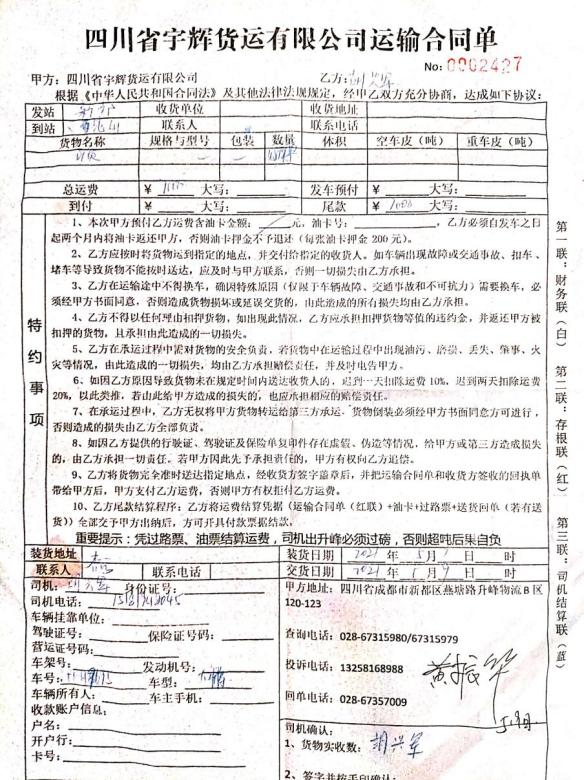 四川省宇辉货运有限公司运输合同单
No: 0002427
甲方：四川省宇辉货运有限公司 乙方：
根据《中华人民共和国合同法》及其他法律法规规定，经甲乙双方充分协商，达成如下协议：
发站 收货单位 收货地址
到站 联系人 联系电话
货物名称 规格与型号 包装 数量 体积 空车皮（吨） 重车皮（吨）
总运费 ¥ 大写： 发车预付 ¥ 大写：
到付 ¥ 大写： 尾款 ¥ 大写：
特约事项
1、本次甲方预付乙方运费含油卡金额： 元，油卡号： ，乙方必须自发车之日
起两个月内将油卡返还甲方，否则油卡押金不予退还（每张油卡押金 200 元）。
2、乙方应按时将货物运到指定的地点，并交付给指定的收货人。如车辆出现故障或交通事故、扣车、
堵车等导致货物不能按时送达，应及时与甲方联系，否则一切损失由乙方承担。
3、乙方在运输途中不得换车，确因特殊原因（仅限于车辆故障、交通事故和不可抗力）需要换车，必
须经甲方书面同意，否则造成货物损坏或延误交货的，由此造成的所有损失均由乙方承担。
4、乙方不得以任何理由扣押货物，如出现此情况，乙方应承担扣押货物等值的违约金，并返还甲方被
扣押的货物，且承担由此造成的一切损失。
5、乙方在承运过程中需对货物的安全负责，若货物中在运输过程中出现油污、磨损、丢失、肇事、火
灾等情况，由此造成的一切损失，均由乙方承担赔偿责任，并及时电告甲方。
6、如因乙方原因导致货物未在规定时间内送达收货人的，迟到一天扣除运费 10%，迟到两天扣除运费
20%，以此类推，若由此给甲方造成的损失的，也应承担相应的赔偿责任。
7、在承运过程中，乙方无权将甲方货物转运给第三方承运。货物倒装必须经甲方书面同意方可进行，
否则造成的损失由乙方全部负责。
8、如因乙方提供的行驶证、驾驶证及保险单复印件存在虚假、伪造等情况，给甲方或第三方造成损失
的，由乙方承担一切责任。若甲方因此先予承担责任的，甲方有权向乙方追偿。
9、乙方将货物完全准时送达指定地点，经收货方签字盖章后，并把运输合同单和收货方签收的回执单
带给甲方后，甲方支付乙方运费，否则甲方有权拒付乙方运费。
10、乙方尾款结算程序：乙方将运费结算凭据（运输合同单（红联）+油卡+过路票+送货回单（若有送
货））全部交予甲方出纳后，方可开具付款票据结款。
重要提示：凭过路票、油票结算运费，司机出升峰必须过磅，否则超吨后果自负
第一联：财务联（白） 第二联：存根联（红） 第三联：司机结算联（蓝）
装货地址 装货日期 2021 年 5 月 7 日 时
联系人 联系电话 交货日期 2021 年 月 9 日 时
司机： 身份证号：
司机电话：
车辆挂靠单位：
驾驶证号： 保险证号码：
营运证号码：
车架号： 发动机号：
车号： 车型：
车辆所有人： 车主手机：
收款账户信息：
户名：
开户行：
卡号：
甲方地址：四川省成都市新都区燕塘路升峰物流 B 区
120-123
查询电话：028-67315980/67315979
投诉电话：13258168988
黄振华
回单电话：028-67357009
5.9日
司机确认：
1、货物实收数： 胡兴军
2、签字并按手印确认：